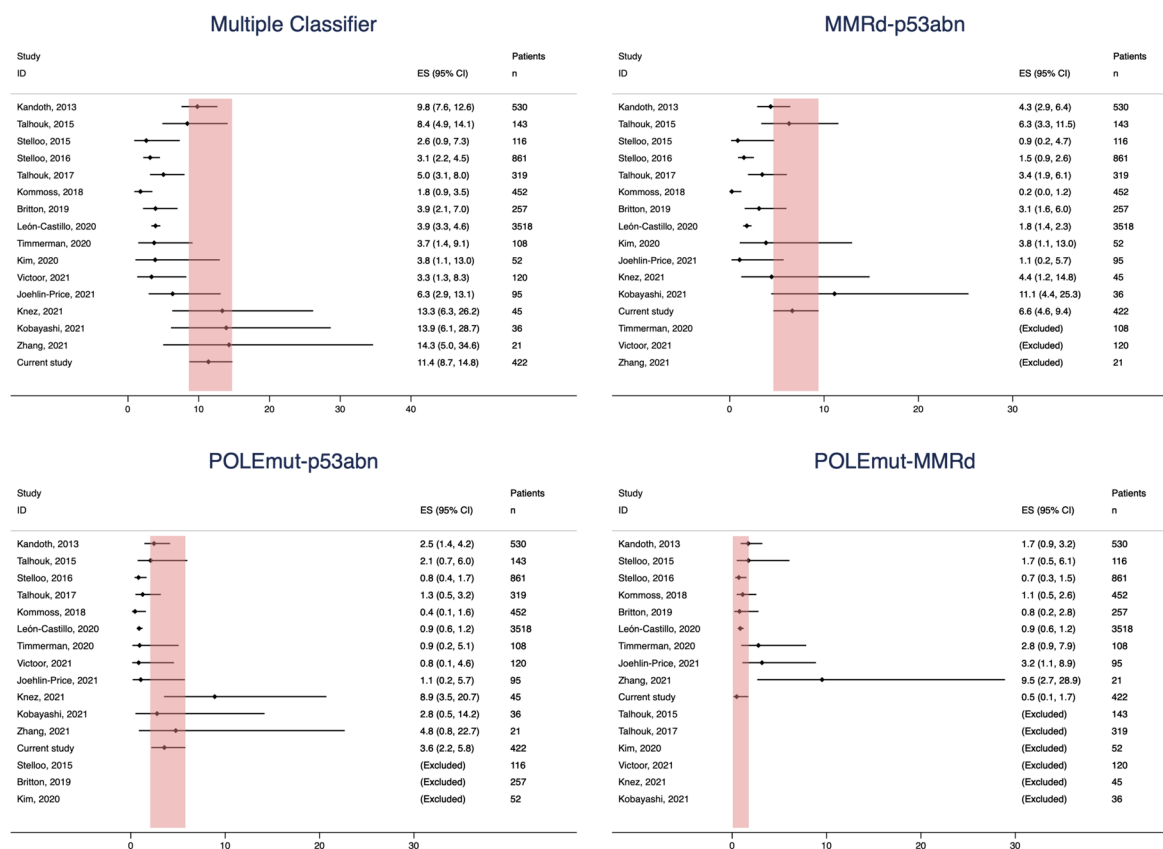 Multiple Classifier
Study Patients
ID ES (95% CI) n
Kandoth, 2013 9.8 (7.6, 12.6) 530
Talhouk, 2015 8.4 (4.9, 14.1) 143
Stelloo, 2015 2.6 (0.9, 7.3) 116
Stelloo, 2016 3.1 (2.2, 4.5) 861
Talhouk, 2017 5.0 (3.1, 8.0) 319
Kommoss, 2018 1.8 (0.9, 3.5) 452
Britton, 2019 3.9 (2.1, 7.0) 257
León-Castillo, 2020 3.9 (3.3, 4.6) 3518
Timmerman, 2020 3.7 (1.4, 9.1) 108
Kim, 2020 3.8 (1.1, 13.0) 52
Victoor, 2021 3.3 (1.3, 8.3) 120
Joehlin-Price, 2021 6.3 (2.9, 13.1) 95
Knez, 2021 13.3 (6.3, 26.2) 45
Kobayashi, 2021 13.9 (6.1, 28.7) 36
Zhang, 2021 14.3 (5.0, 34.6) 21
Current study 11.4 (8.7, 14.8) 422
0 10 20 30 40
MMRd-p53abn
Study Patients
ID ES (95% CI) n
Kandoth, 2013 4.3 (2.9, 6.4) 530
Talhouk, 2015 6.3 (3.3, 11.5) 143
Stelloo, 2015 0.9 (0.2, 4.7) 116
Stelloo, 2016 1.5 (0.9, 2.6) 861
Talhouk, 2017 3.4 (1.9, 6.1) 319
Kommoss, 2018 0.2 (0.0, 1.2) 452
Britton, 2019 3.1 (1.6, 6.0) 257
León-Castillo, 2020 1.8 (1.4, 2.3) 3518
Kim, 2020 3.8 (1.1, 13.0) 52
Joehlin-Price, 2021 1.1 (0.2, 5.7) 95
Knez, 2021 4.4 (1.2, 14.8) 45
Kobayashi, 2021 11.1 (4.4, 25.3) 36
Current study 6.6 (4.6, 9.4) 422
Timmerman, 2020 (Excluded) 108
Victoor, 2021 (Excluded) 120
Zhang, 2021 (Excluded) 21
0 10 20 30
POLEmut-p53abn
Study Patients
ID ES (95% CI) n
Kandoth, 2013 2.5 (1.4, 4.2) 530
Talhouk, 2015 2.1 (0.7, 6.0) 143
Stelloo, 2016 0.8 (0.4, 1.7) 861
Talhouk, 2017 1.3 (0.5, 3.2) 319
Kommoss, 2018 0.4 (0.1, 1.6) 452
León-Castillo, 2020 0.9 (0.6, 1.2) 3518
Timmerman, 2020 0.9 (0.2, 5.1) 108
Victoor, 2021 0.8 (0.1, 4.6) 120
Joehlin-Price, 2021 1.1 (0.2, 5.7) 95
Knez, 2021 8.9 (3.5, 20.7) 45
Kobayashi, 2021 2.8 (0.5, 14.2) 36
Zhang, 2021 4.8 (0.8, 22.7) 21
Current study 3.6 (2.2, 5.8) 422
Stelloo, 2015 (Excluded) 116
Britton, 2019 (Excluded) 257
Kim, 2020 (Excluded) 52
0 10 20 30
POLEmut-MMRd
Study Patients
ID ES (95% CI) n
Kandoth, 2013 1.7 (0.9, 3.2) 530
Stelloo, 2015 1.7 (0.5, 6.1) 116
Stelloo, 2016 0.7 (0.3, 1.5) 861
Kommoss, 2018 1.1 (0.5, 2.6) 452
Britton, 2019 0.8 (0.2, 2.8) 257
León-Castillo, 2020 0.9 (0.6, 1.2) 3518
Timmerman, 2020 2.8 (0.9, 7.9) 108
Joehlin-Price, 2021 3.2 (1.1, 8.9) 95
Zhang, 2021 9.5 (2.7, 28.9) 21
Current study 0.5 (0.1, 1.7) 422
Talhouk, 2015 (Excluded) 143
Talhouk, 2017 (Excluded) 319
Kim, 2020 (Excluded) 52
Victoor, 2021 (Excluded) 120
Knez, 2021 (Excluded) 45
Kobayashi, 2021 (Excluded) 36
0 10 20 30